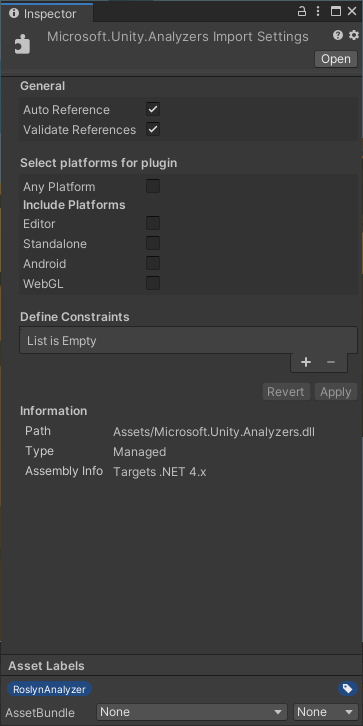 Inspector
Microsoft.Unity.Analyzers Import Settings
Open
General
Auto Reference
Validate References
Select platforms for plugin
Any Platform
Include Platforms
Editor
Standalone
Android
WebGL
Define Constraints
List is Empty
Revert Apply
Information
Path Assets/Microsoft.Unity.Analyzers.dll
Type Managed
Assembly Info Targets .NET 4.x
Asset Labels
RoslynAnalyzer
AssetBundle None None